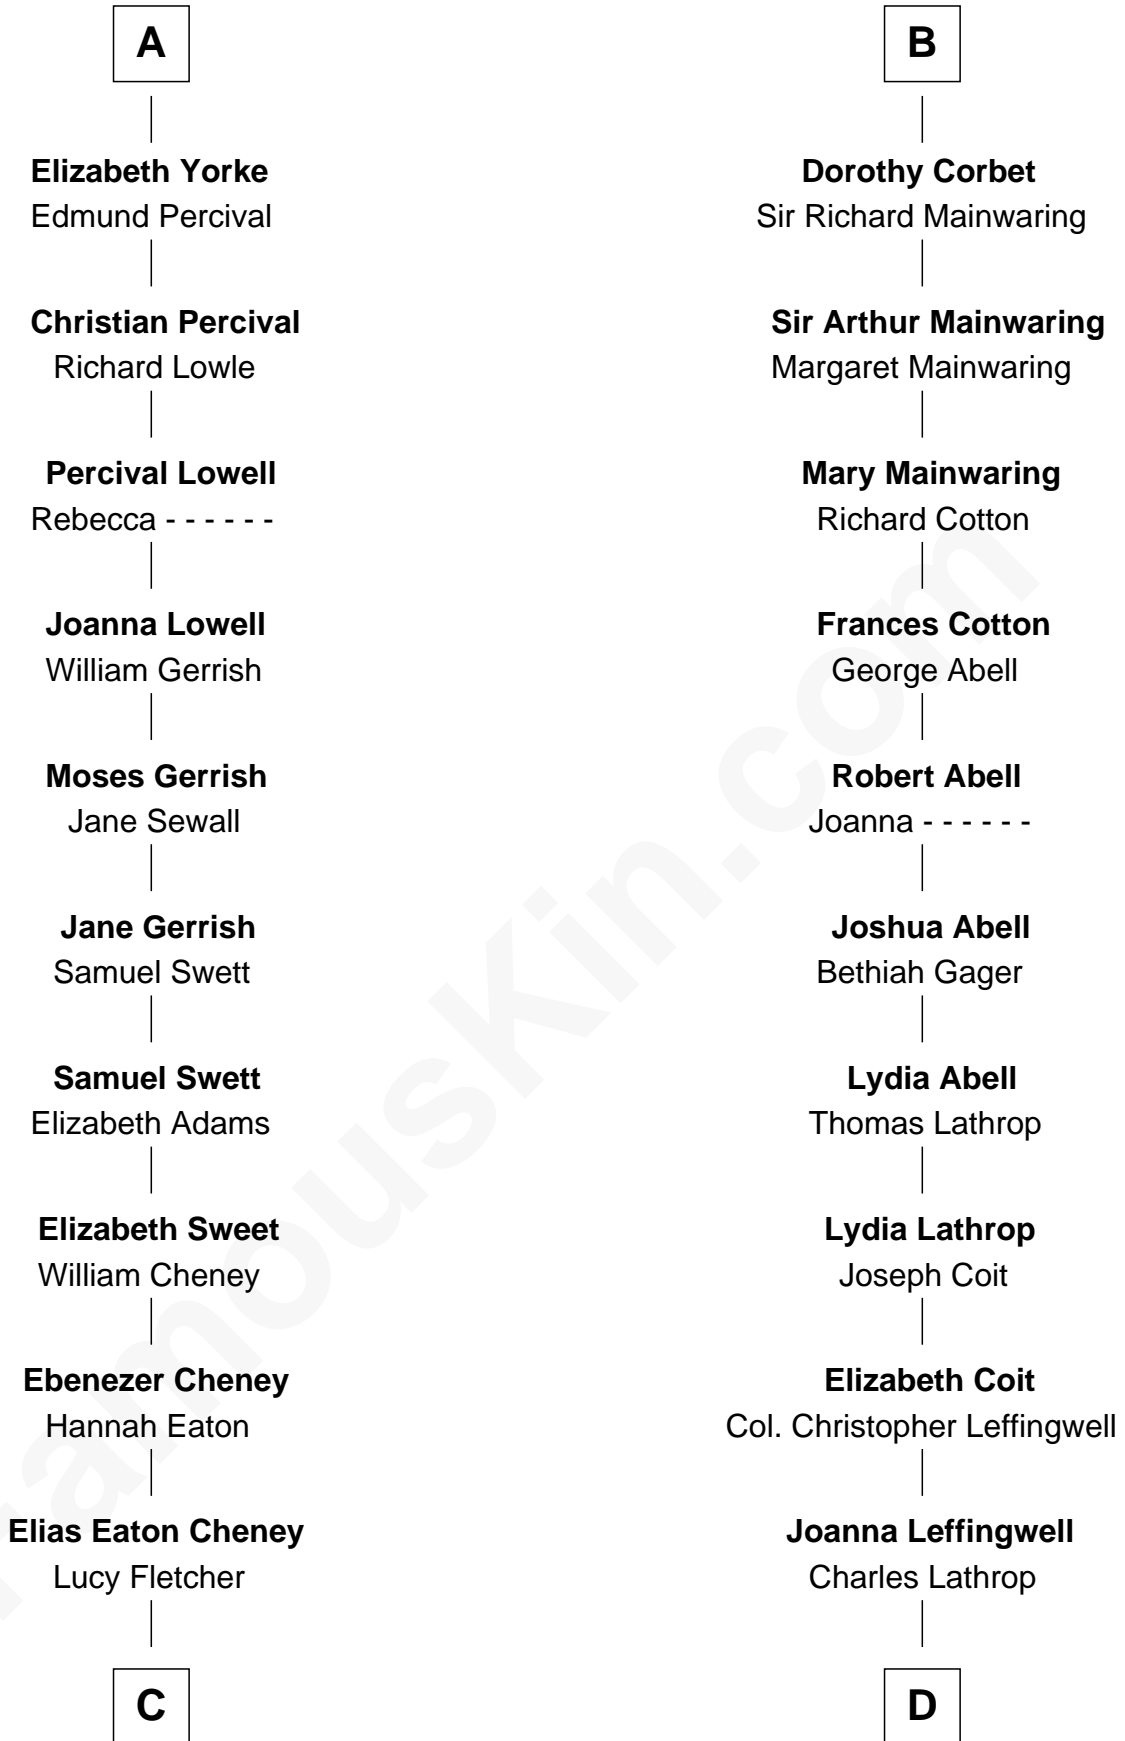 A
Elizabeth Yorke
Edmund Percival
Christian Percival
Richard Lowle
Percival Lowell
Rebecca - - - - - -
Joanna Lowell
William Gerrish
Moses Gerrish
Jane Sewall
Jane Gerrish
Samuel Swett
Samuel Swett
Elizabeth Adams
Elizabeth Sweet
William Cheney
Ebenezer Cheney
Hannah Eaton
Elias Eaton Cheney
Lucy Fletcher
C
B
Dorothy Corbet
Sir Richard Mainwaring
Sir Arthur Mainwaring
Margaret Mainwaring
Mary Mainwaring
Richard Cotton
Frances Cotton
George Abell
Robert Abell
Joanna - - - - - -
Joshua Abell
Bethiah Gager
Lydia Abell
Thomas Lathrop
Lydia Lathrop
Joseph Coit
Elizabeth Coit
Col. Christopher Leffingwell
Joanna Leffingwell
Charles Lathrop
D
FamousKin.com